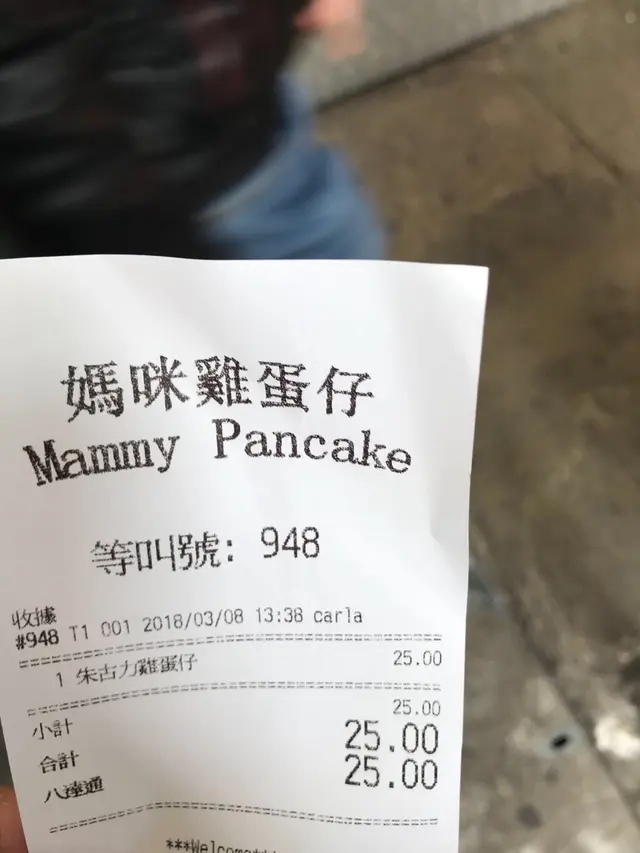 媽咪雞蛋仔
Mammy Pancake
等叫號: 948
收據
#948 T1 001 2018/03/08 13:38 carla
1 朱古力雞蛋仔 25.00
小計 25.00
合計 25.00
八達通 25.00
***Welcome***